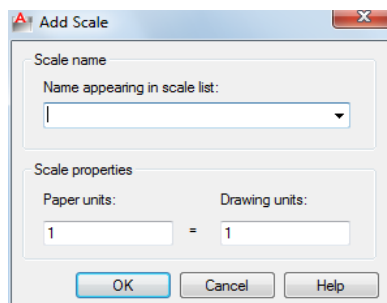 Add Scale
Scale name
Name appearing in scale list:
Scale properties
Paper units:
Drawing units:
1 = 1
OK Cancel Help